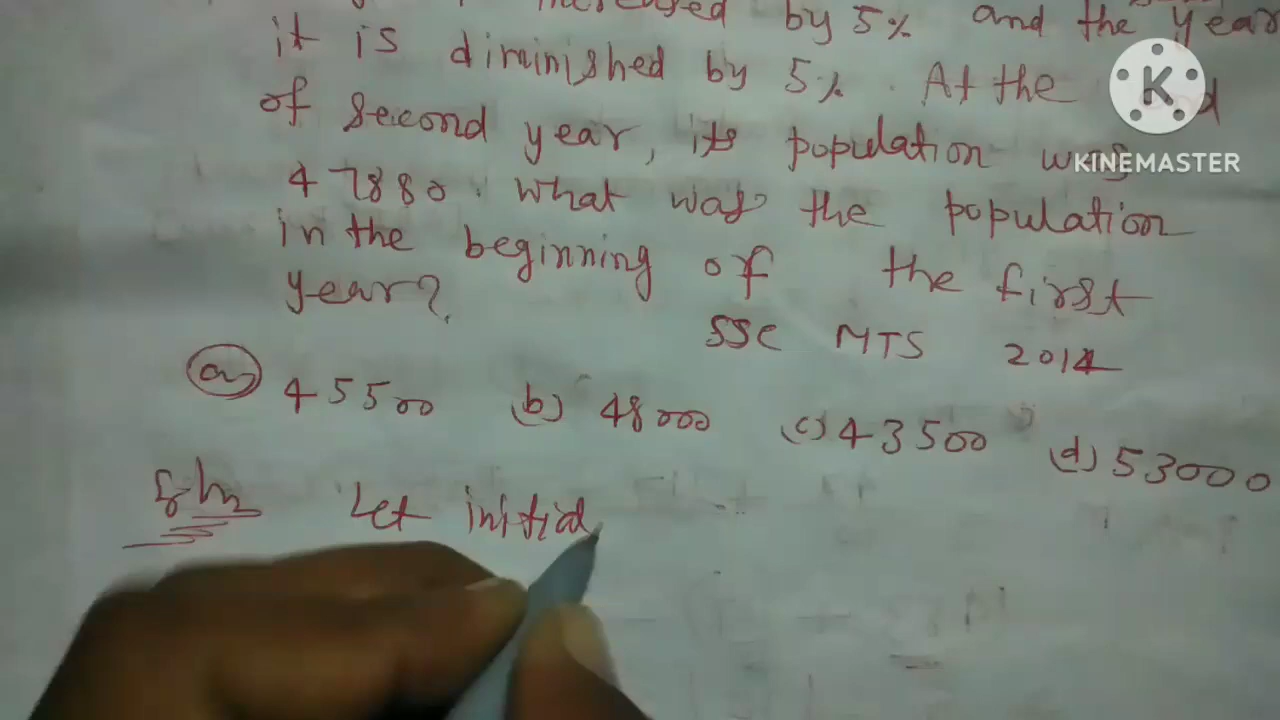 increased by 5% and the year
it is diminished by 5%. At the
of second year, its population was
47880. What was the population
in the beginning of the first
year?
SSC MTS 2014
(a) 45500 (b) 48000 (c) 43500 (d) 53000
Soln Let initial
KINEMASTER